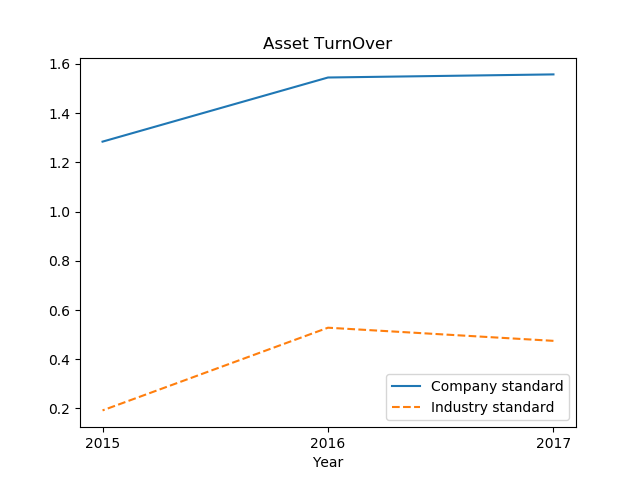 Asset TurnOver
1.6
1.4
1.2
1.0
0.8
0.6
0.4
0.2
Company standard
Industry standard
2015 2016 2017
Year